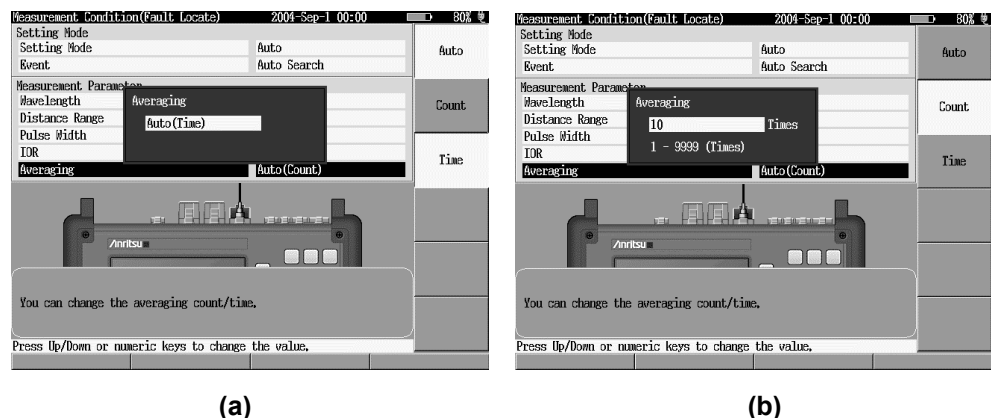 Measurement Condition(Fault Locate) 2004-Sep-1 00:00 80%
Setting Mode
Setting Mode Auto
Event Auto Search
Measurement Parameter
Wavelength
Distance Range
Pulse Width
IOR
Averaging Auto(Count)
Averaging
Auto(Time)
Auto
Count
Time
Anritsu
You can change the averaging count/time.
Press Up/Down or numeric keys to change the value.
(a)
Measurement Condition(Fault Locate) 2004-Sep-1 00:00 80%
Setting Mode
Setting Mode Auto
Event Auto Search
Measurement Parameter
Wavelength
Distance Range
Pulse Width
IOR
Averaging Auto(Count)
Averaging
10 Times
1 - 9999 (Times)
Auto
Count
Time
Anritsu
You can change the averaging count/time.
Press Up/Down or numeric keys to change the value.
(b)